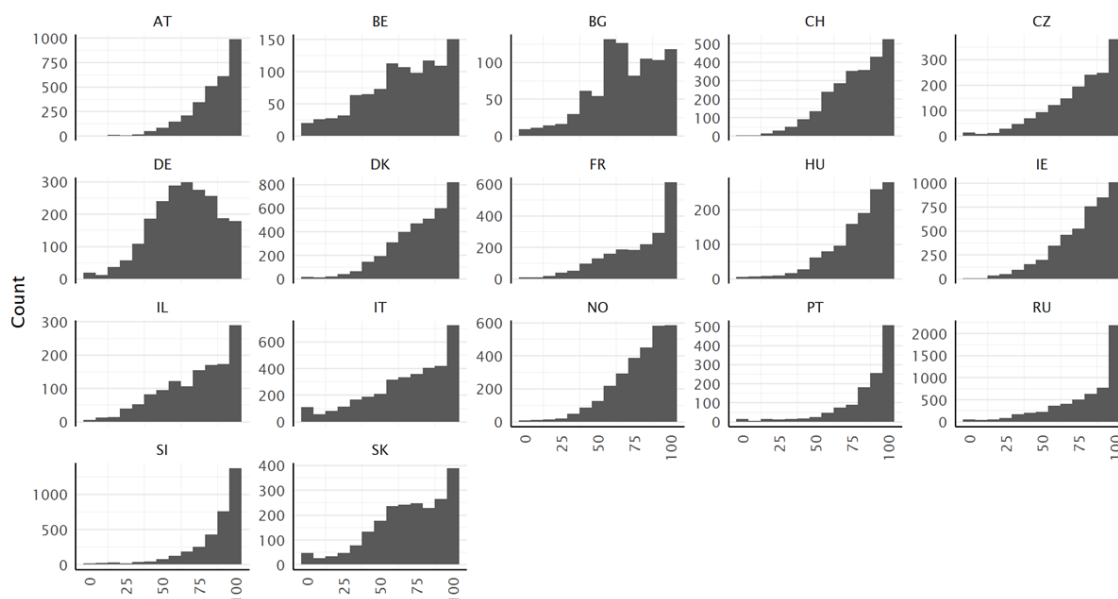 AT BE BG CH CZ
1000 750 500 250 0
150 100 50 0
100 50 0
500 400 300 200 100 0
300 200 100 0
DE DK FR HU IE
300 200 100 0
800 600 400 200 0
600 400 200 0
200 100 0
1000 750 500 250 0
Count
IL IT NO PT RU
300 200 100 0
600 400 200 0
600 400 200 0
500 400 300 200 100 0
2000 1500 1000 500 0
0 25 50 75 100
0 25 50 75 100
0 25 50 75 100
SI SK
1000 500 0
400 300 200 100 0
0 25 50 75 100
0 25 50 75 100